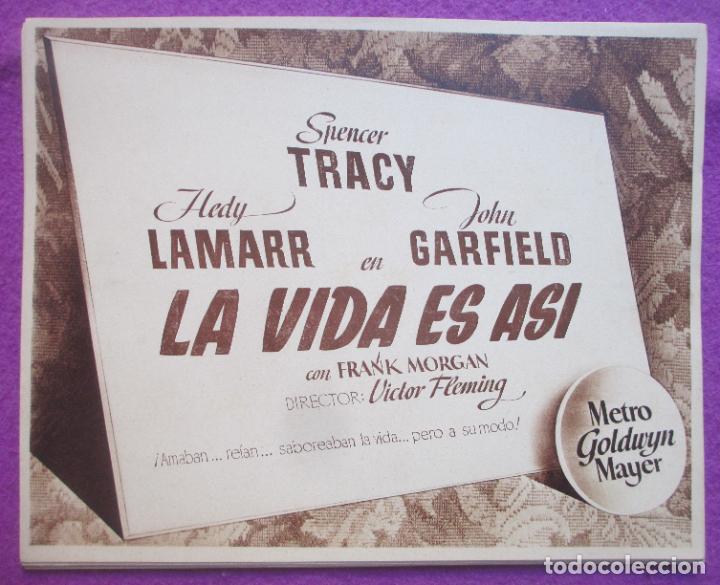 Spencer
TRACY
Hedy John
LAMARR en GARFIELD
LA VIDA ES ASI
con FRANK MORGAN
DIRECTOR: Victor Fleming
¡Amaban... reían... saboreaban la vida... pero a su modo!
Metro
Goldwyn
Mayer
todocoleccion.net